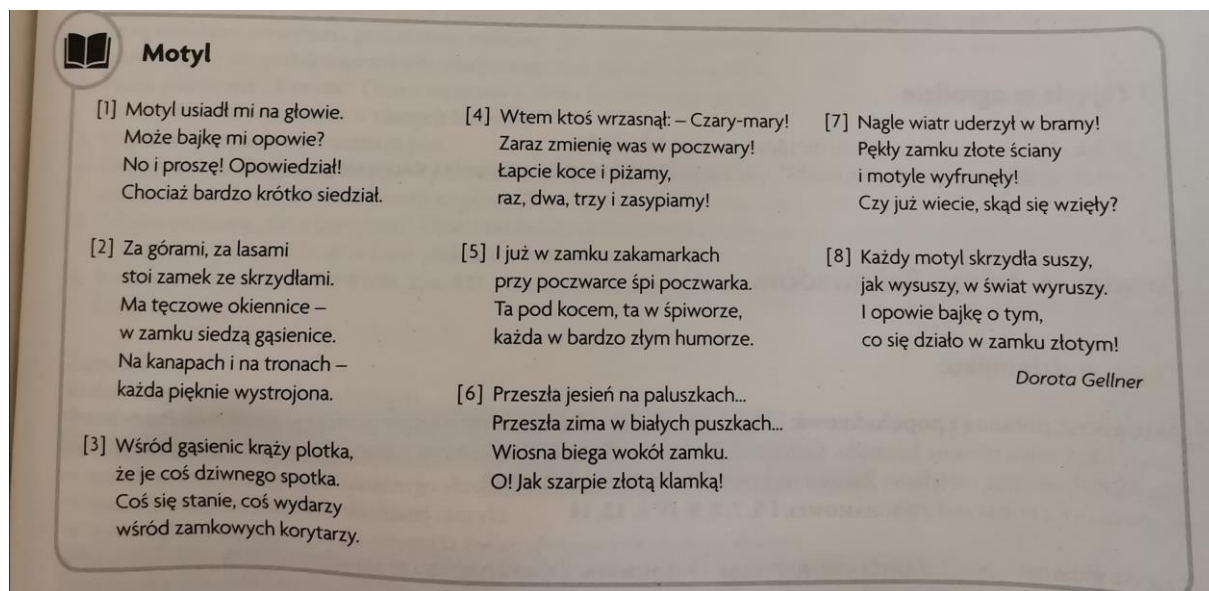 Motyl
[1] Motyl usiadł mi na głowie.
Może bajkę mi opowie?
No i proszę! Opowiedział!
Chociaż bardzo krótko siedział.
[2] Za górami, za lasami
stoi zamek ze skrzydłami.
Ma tęczowe okiennice –
w zamku siedzą gąsienice.
Na kanapach i na tronach –
każda pięknie wystrojona.
[3] Wśród gąsienic krąży plotka,
że je coś dziwnego spotka.
Coś się stanie, coś wydarzy
wśród zamkowych korytarzy.
[4] Wtem ktoś wrzasnął: – Czary-mary!
Zaraz zmienię was w poczwary!
Łapcie koce i piżamy,
raz, dwa, trzy i zasypiamy!
[5] I już w zamku zakamarkach
przy poczwarce śpi poczwarka.
Ta pod kocem, ta w śpiworze,
każda w bardzo złym humorze.
[6] Przeszła jesień na paluszkach...
Przeszła zima w białych puszkach...
Wiosna biega wokół zamku.
O! Jak szarpie złotą klamką!
[7] Nagle wiatr uderzył w bramy!
Pękły zamku złote ściany
i motyle wyfrunęły!
Czy już wiecie, skąd się wzięły?
[8] Każdy motyl skrzydła suszy,
jak wysuszy, w świat wyruszy.
I opowie bajkę o tym,
co się działo w zamku złotym!
Dorota Gellner